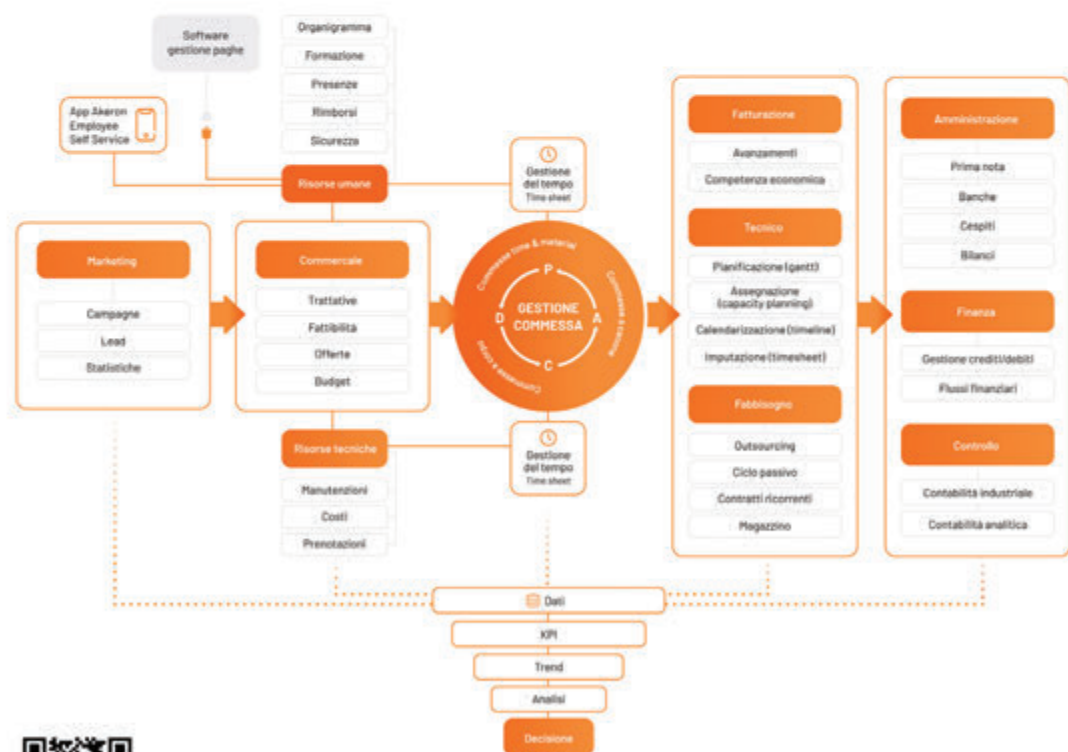 Software
gestione paghe
Organigramma
Formazione
Presenze
Rimborsi
Sicurezza
App Akeron
Employee
Self Service
Risorse umane
Gestione
del tempo
Time sheet
Marketing
Campagne
Lead
Statistiche
Commerciale
Trattative
Fattibilità
Offerte
Budget
Commesse time & material
Commesse a canone
Commesse a corpo
P
D
A
C
GESTIONE
COMMESSA
Risorse tecniche
Manutenzioni
Costi
Prenotazioni
Gestione
del tempo
Time sheet
Fatturazione
Avanzamenti
Competenza economica
Tecnico
Planificazione (gantt)
Assegnazione
(capacity planning)
Calendarizzazione (timeline)
Imputazione (timesheet)
Fabbisogno
Outsourcing
Ciclo passivo
Contratti ricorrenti
Magazzino
Amministrazione
Prima nota
Banche
Cespiti
Bilanci
Finanza
Gestione crediti/debiti
Flussi finanziari
Controllo
Contabilità industriale
Contabilità analitica
Dati
KPI
Trend
Analisi
Decisione